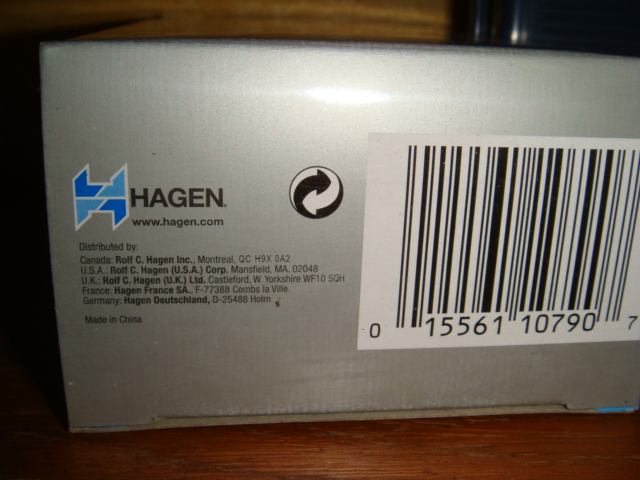 HAGEN
www.hagen.com
Distributed by:
Canada: Rolf C. Hagen Inc., Montreal, QC H9X 0A2
U.S.A.: Rolf C. Hagen (U.S.A.) Corp. Mansfield, MA. 02048
U.K.: Rolf C. Hagen (U.K.) Ltd. Castleford, W. Yorkshire WF10 5QH
France: Hagen France SA. F-77388 Combs la Ville.
Germany: Hagen Deutschland, D-25488 Holm
Made in China
0 15561 10790 7